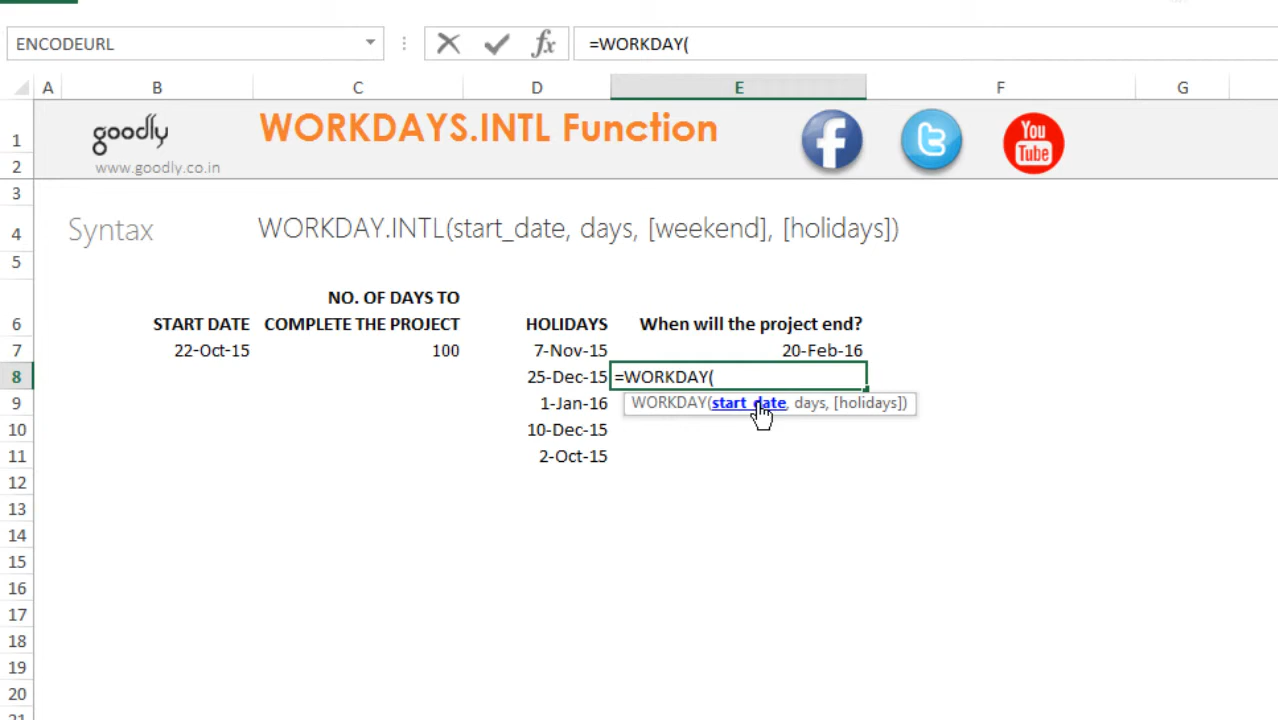 ENCODEURL
=WORKDAY(
A B C D E F G
1 goodly WORKDAYS.INTL Function f t You Tube
2 www.goodly.co.in
3
4 Syntax WORKDAY.INTL(start_date, days, [weekend], [holidays])
5
NO. OF DAYS TO
6 START DATE COMPLETE THE PROJECT HOLIDAYS When will the project end?
7 22-Oct-15 100 7-Nov-15 20-Feb-16
8 25-Dec-15 =WORKDAY(
9 1-Jan-16 WORKDAY(start_date, days, [holidays])
10 10-Dec-15
11 2-Oct-15
12
13
14
15
16
17
18
19
20
21